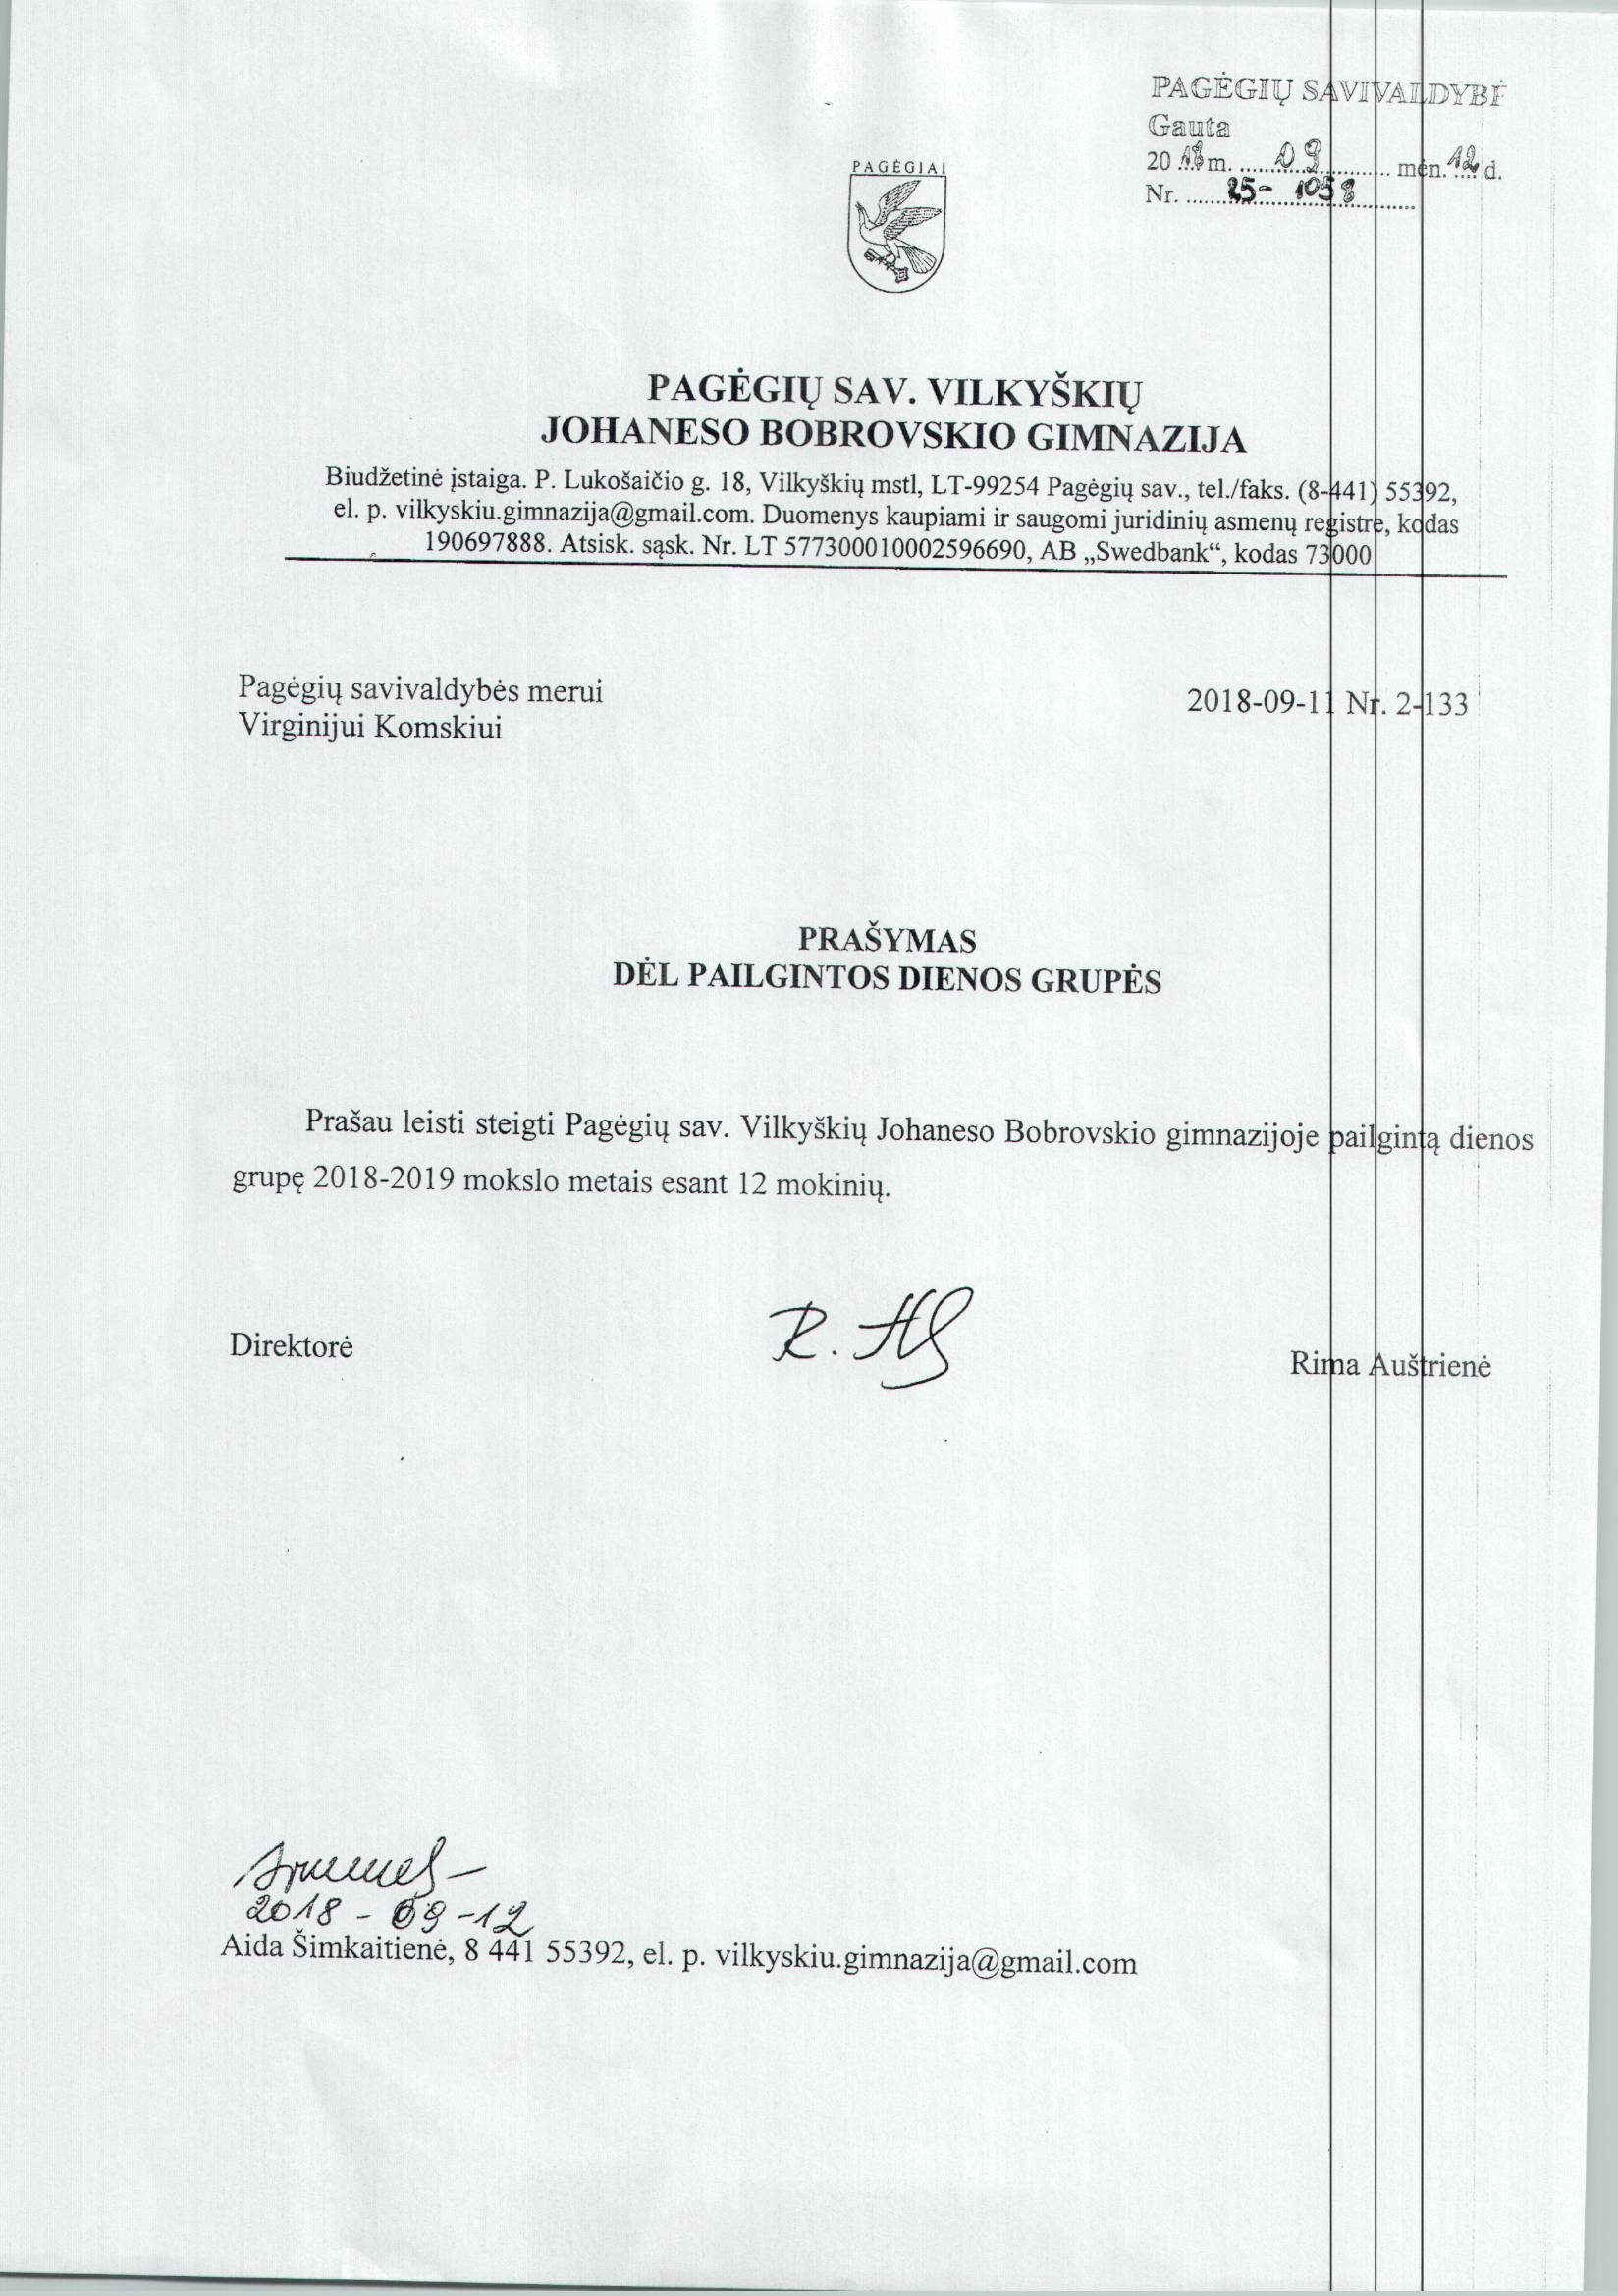 PAGĖGIŲ SAVIVALDYBĖ
Gauta
2018 m. 09 mėn. 12 d.
Nr. 25-1058
PAGĖGIAI
PAGĖGIŲ SAV. VILKYŠKIŲ
JOHANESO BOBROVSKIO GIMNAZIJA
Biudžetinė įstaiga. P. Lukošaičio g. 18, Vilkyškių mstl, LT-99254 Pagėgių sav., tel./faks. (8-441) 55392,
el. p. vilkyskiu.gimnazija@gmail.com. Duomenys kaupiami ir saugomi juridinių asmenų registre, kodas
190697888. Atsisk. sąsk. Nr. LT 577300010002596690, AB „Swedbank“, kodas 73000
Pagėgių savivaldybės merui
Virginijui Komskiui
2018-09-11 Nr. 2-133
PRAŠYMAS
DĖL PAILGINTOS DIENOS GRUPĖS
Prašau leisti steigti Pagėgių sav. Vilkyškių Johaneso Bobrovskio gimnazijoje pailgintą dienos
grupę 2018-2019 mokslo metais esant 12 mokinių.
Direktorė
Rima Auštrienė
2018-09-12
Aida Šimkaitienė, 8 441 55392, el. p. vilkyskiu.gimnazija@gmail.com